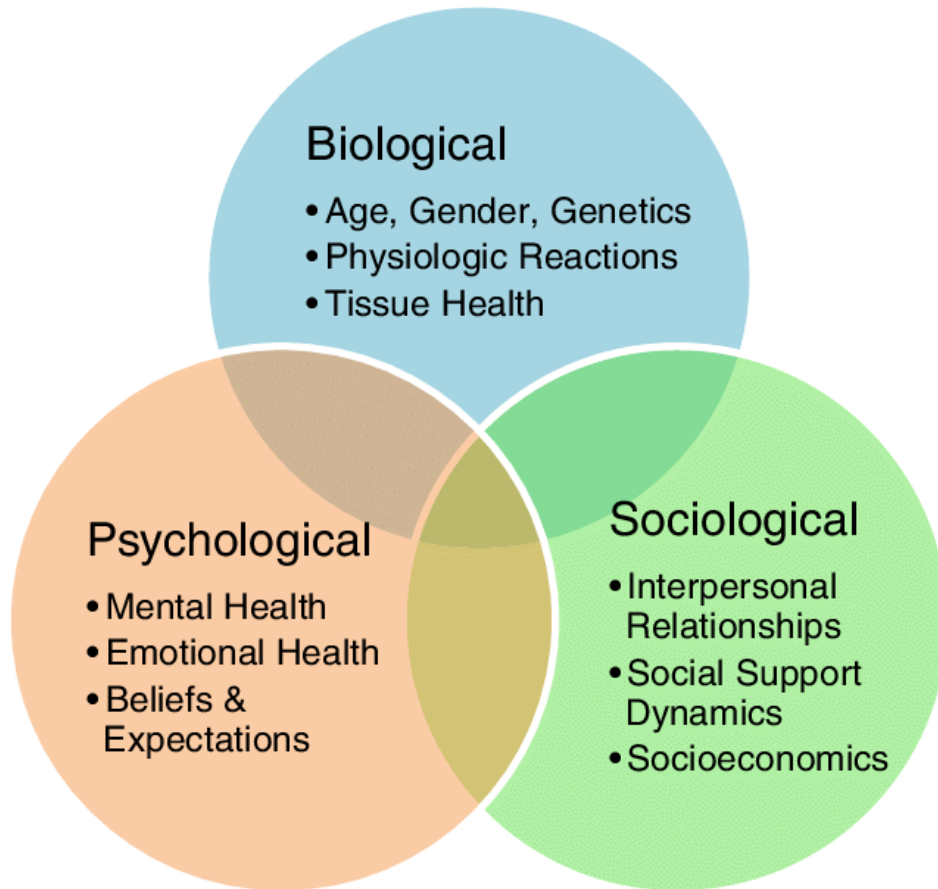 Biological
• Age, Gender, Genetics
• Physiologic Reactions
• Tissue Health
Psychological
• Mental Health
• Emotional Health
• Beliefs &
Expectations
Sociological
• Interpersonal
Relationships
• Social Support
Dynamics
• Socioeconomics